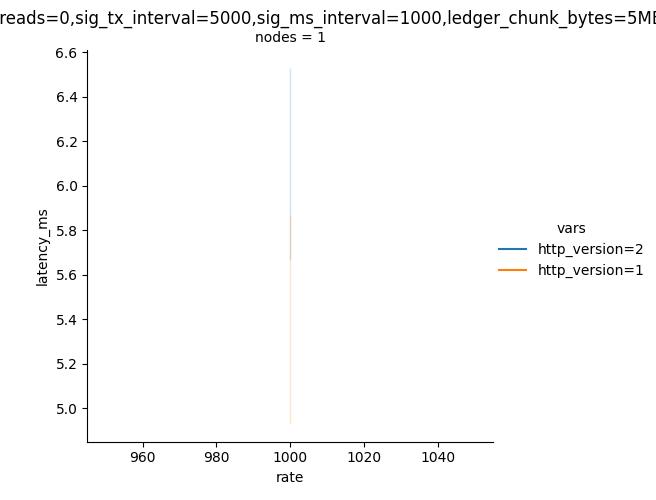 reads=0,sig_tx_interval=5000,sig_ms_interval=1000,ledger_chunk_bytes=5MB
nodes = 1
6.6
6.4
6.2
6.0
5.8
5.6
5.4
5.2
5.0
latency_ms
960
980
1000
1020
1040
rate
vars
http_version=2
http_version=1